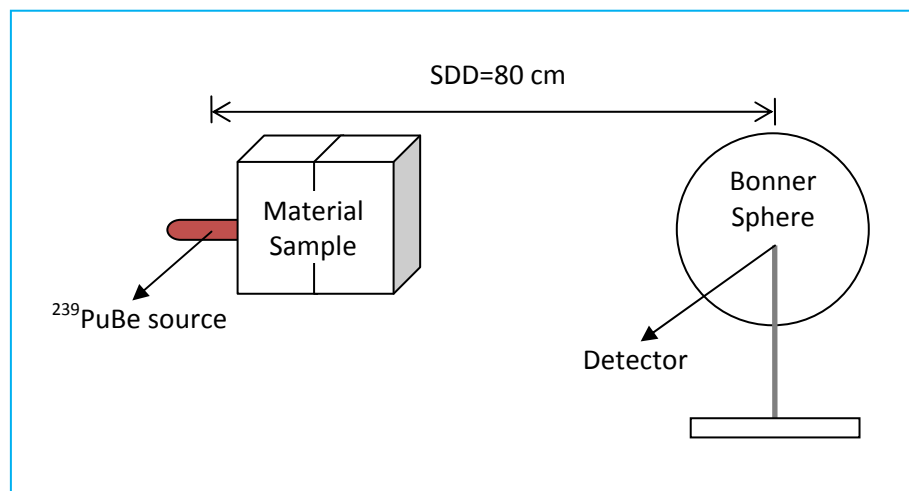 SDD=80 cm
Bonner
Sphere
Material
Sample
²³⁹PuBe source
Detector